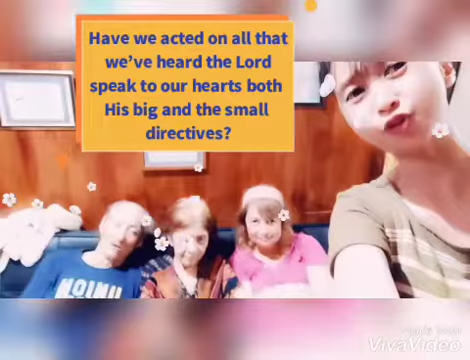 Have we acted on all that
we've heard the Lord
speak to our hearts both
His big and the small
directives?
VivaVideo